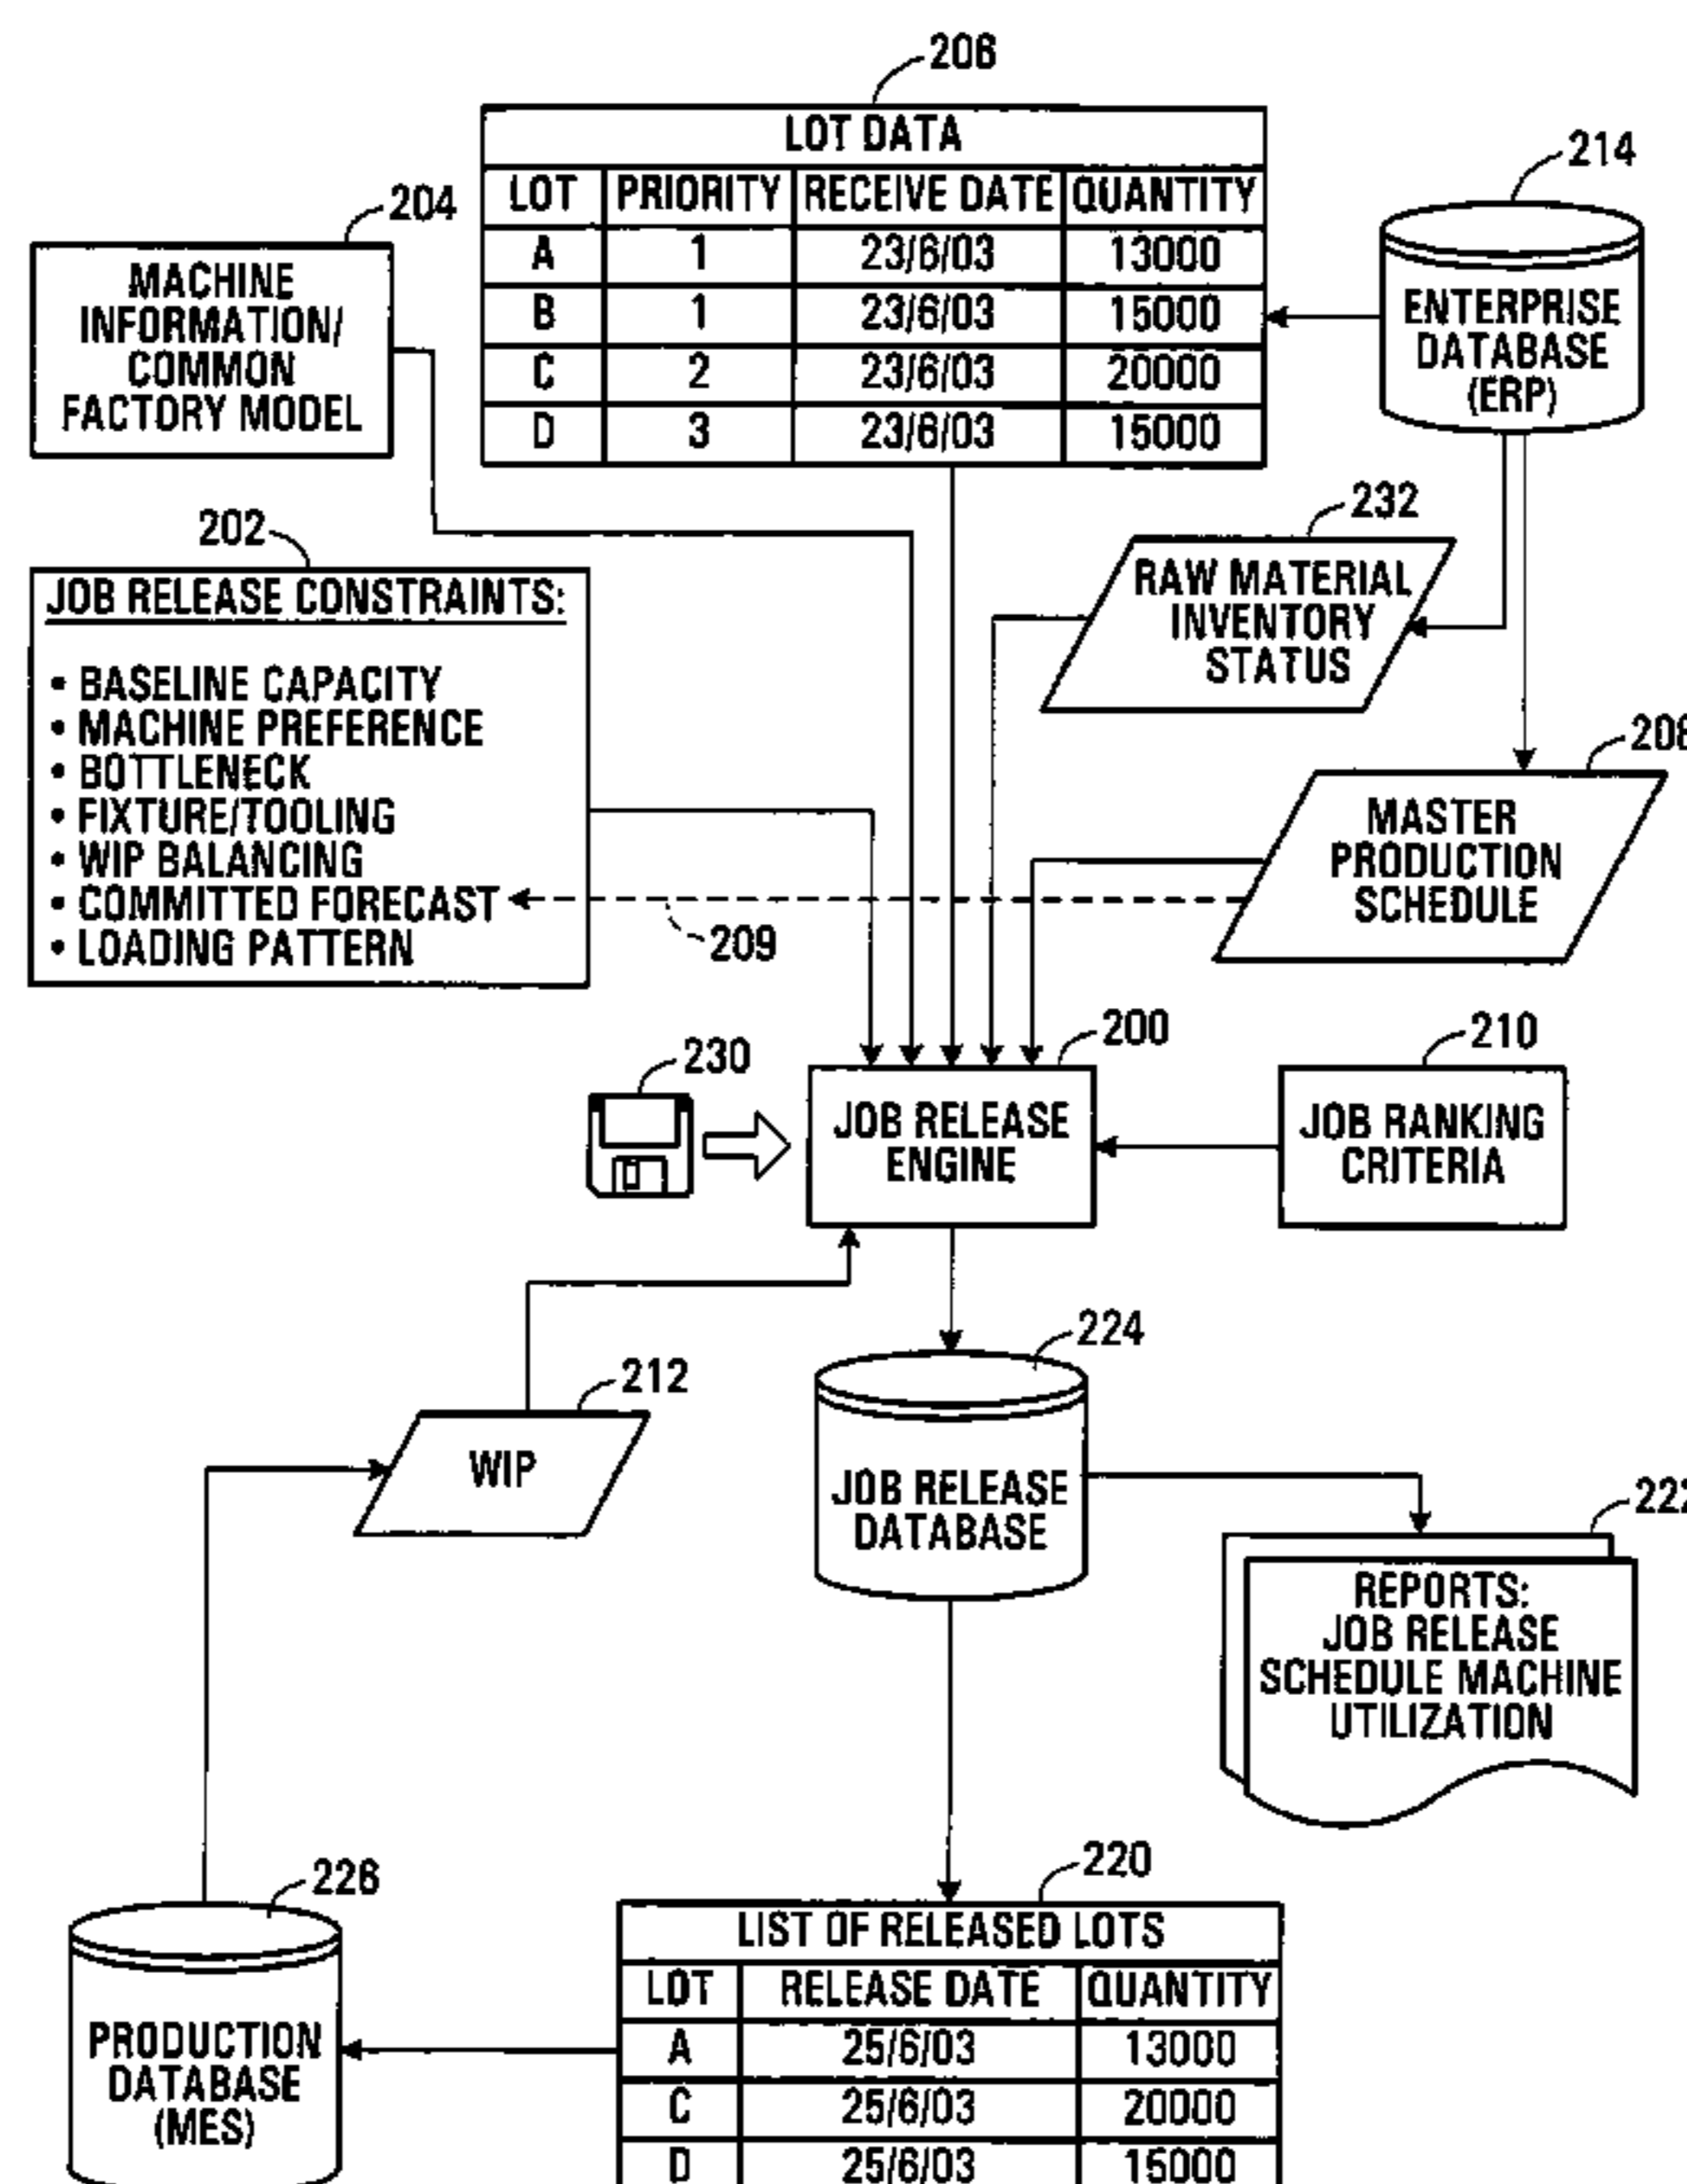 206
LOT DATA
LOT PRIORITY RECEIVE DATE QUANTITY
A 1 23/6/03 13000
B 1 23/6/03 15000
C 2 23/6/03 20000
D 3 23/6/03 15000
214
ENTERPRISE
DATABASE
(ERP)
204
MACHINE
INFORMATION/
COMMON
FACTORY MODEL
232
RAW MATERIAL
INVENTORY
STATUS
202
JOB RELEASE CONSTRAINTS:
• BASELINE CAPACITY
• MACHINE PREFERENCE
• BOTTLENECK
• FIXTURE/TOOLING
• WIP BALANCING
• COMMITTED FORECAST
• LOADING PATTERN
209
208
MASTER
PRODUCTION
SCHEDULE
230
200
JOB RELEASE
ENGINE
210
JOB RANKING
CRITERIA
212
WIP
224
JOB RELEASE
DATABASE
222
REPORTS:
JOB RELEASE
SCHEDULE MACHINE
UTILIZATION
226
PRODUCTION
DATABASE
(MES)
220
LIST OF RELEASED LOTS
LOT RELEASE DATE QUANTITY
A 25/6/03 13000
C 25/6/03 20000
D 25/6/03 15000